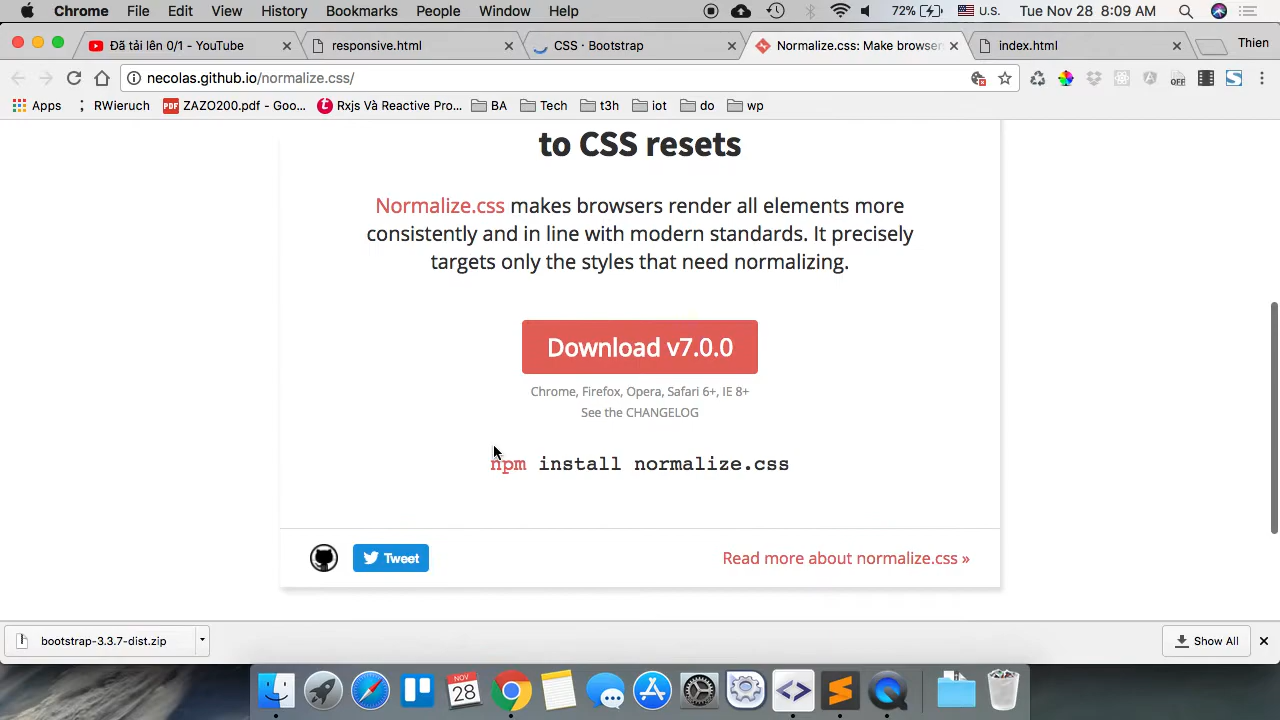 Chrome File Edit View History Bookmarks People Window Help 72% U.S. Tue Nov 28 8:09 AM
Đã tải lên 0/1 - YouTube responsive.html CSS · Bootstrap Normalize.css: Make browser index.html Thien
necolas.github.io/normalize.css/ OFF
Apps RWieruch PDF ZAZO200.pdf - Goo... t Rxjs Và Reactive Pro... BA Tech t3h iot do wp
to CSS resets
Normalize.css makes browsers render all elements more
consistently and in line with modern standards. It precisely
targets only the styles that need normalizing.
Download v7.0.0
Chrome, Firefox, Opera, Safari 6+, IE 8+
See the CHANGELOG
npm install normalize.css
Tweet Read more about normalize.css »
bootstrap-3.3.7-dist.zip Show All
NOV
28